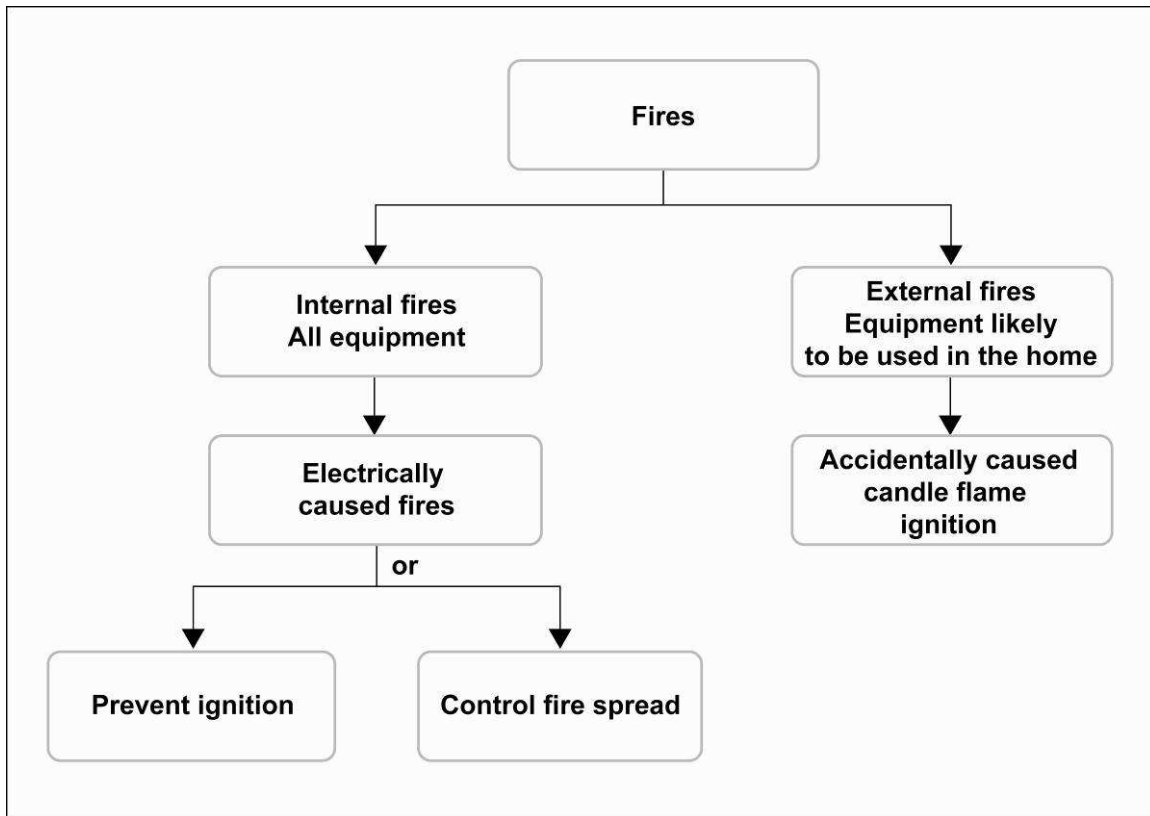 Fires
Internal fires
All equipment
External fires
Equipment likely
to be used in the home
Electrically
caused fires
Accidentally caused
candle flame
ignition
or
Prevent ignition
Control fire spread